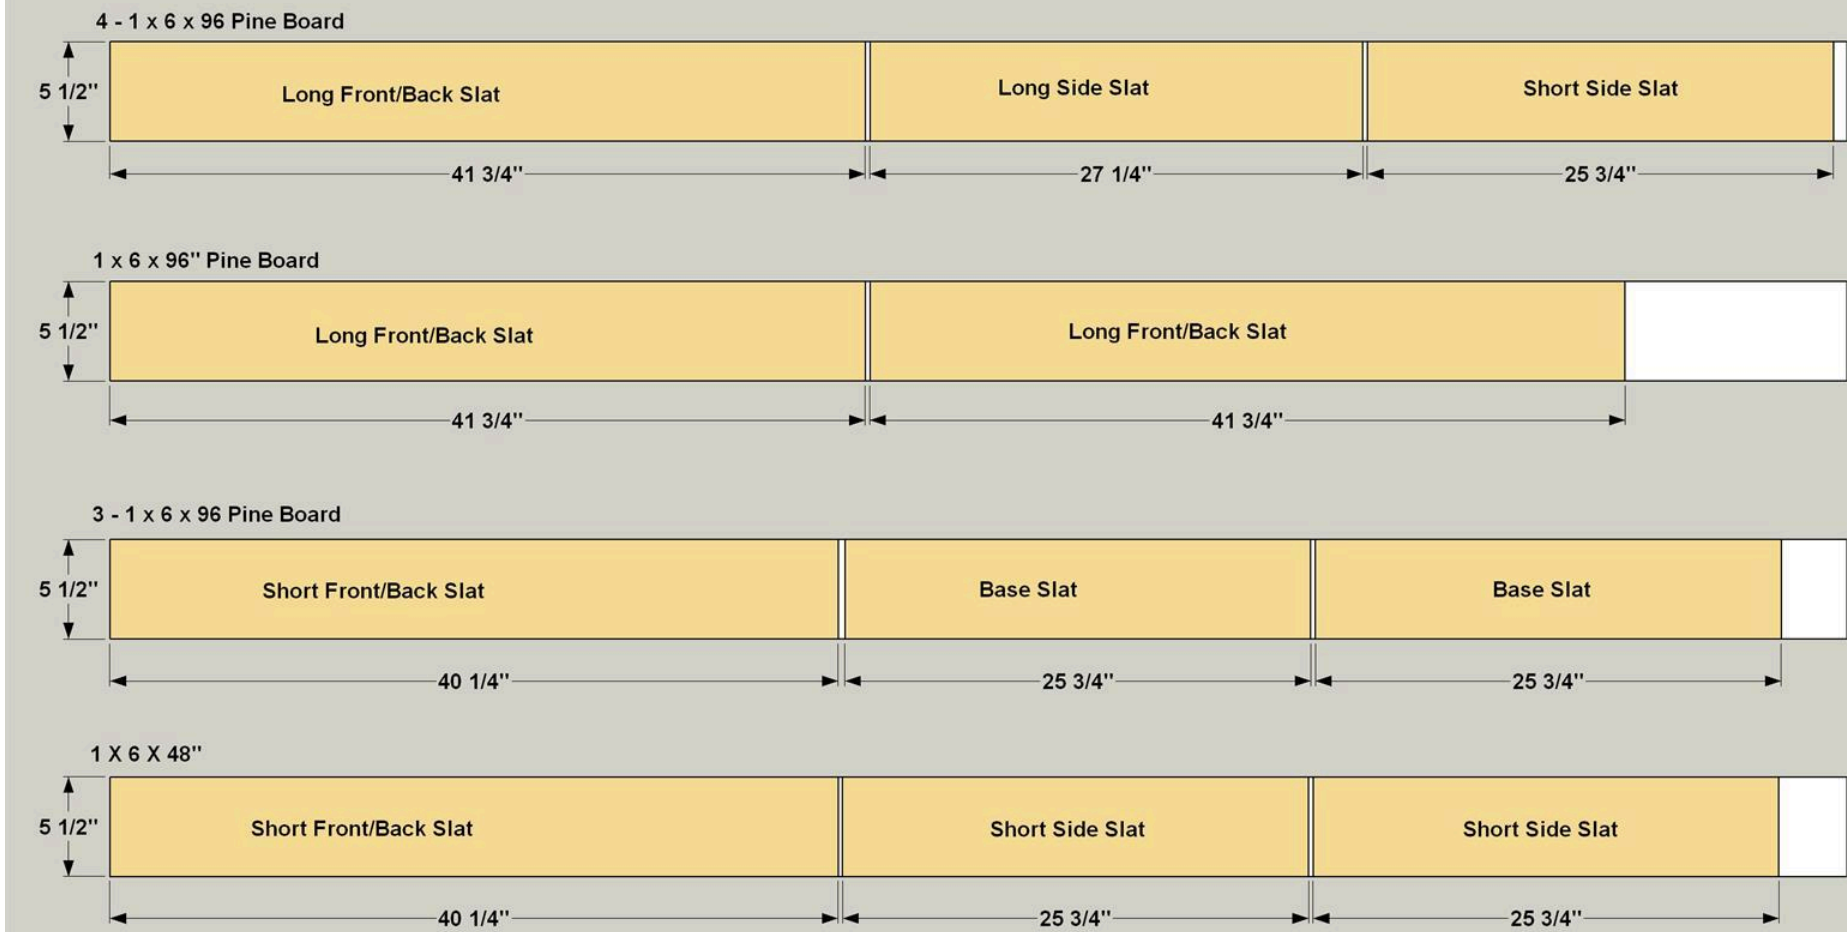 4 - 1 x 6 x 96 Pine Board
5 1/2"
Long Front/Back Slat
Long Side Slat
Short Side Slat
41 3/4"
27 1/4"
25 3/4"
1 x 6 x 96" Pine Board
5 1/2"
Long Front/Back Slat
Long Front/Back Slat
41 3/4"
41 3/4"
3 - 1 x 6 x 96 Pine Board
5 1/2"
Short Front/Back Slat
Base Slat
Base Slat
40 1/4"
25 3/4"
25 3/4"
1 X 6 X 48"
5 1/2"
Short Front/Back Slat
Short Side Slat
Short Side Slat
40 1/4"
25 3/4"
25 3/4"